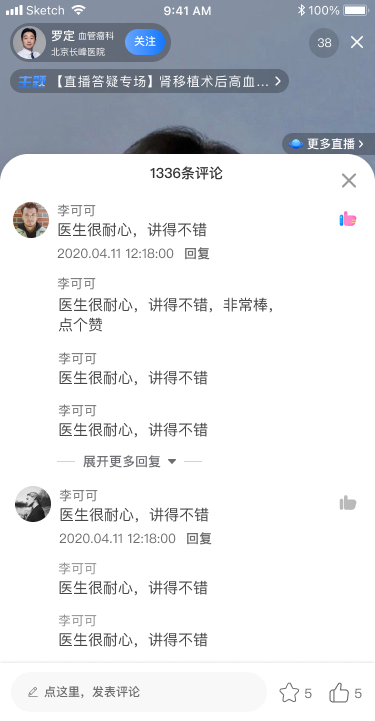 Sketch
9:41 AM
100%
罗定 血管瘤科
北京长峰医院
关注
38
主题 【直播答疑专场】肾移植术后高血...
更多直播
1336条评论
李可可
医生很耐心，讲得不错
2020.04.11 12:18:00 回复
李可可
医生很耐心，讲得不错，非常棒，
点个赞
李可可
医生很耐心，讲得不错
李可可
医生很耐心，讲得不错
展开更多回复
李可可
医生很耐心，讲得不错
2020.04.11 12:18:00 回复
李可可
医生很耐心，讲得不错
李可可
医生很耐心，讲得不错
点这里，发表评论
5
5